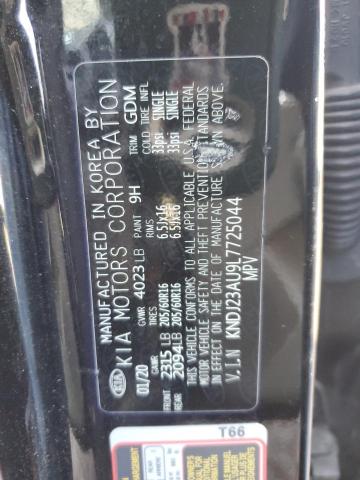 MANUFACTURED IN KOREA BY
KIA KIA MOTORS CORPORATION
01/20 GVWR 4023 LB PAINT 9H TRIM GDM
GAWR TIRES RIMS COLD TIRE INFL
FRONT 2315 LB 205/60R16 6.5Jx16 33psi SINGLE
REAR 2094LB 205/60R16 6.5Jx16 33psi SINGLE
THIS VEHICLE CONFORMS TO ALL APPLICABLE U.S.A. FEDERAL
MOTOR VEHICLE SAFETY AND THEFT PREVENTION STANDARDS
IN EFFECT ON THE DATE OF MANUFACTURE SHOWN ABOVE.
V.I.N KNDJ23AU9L7725044
MPV
T66